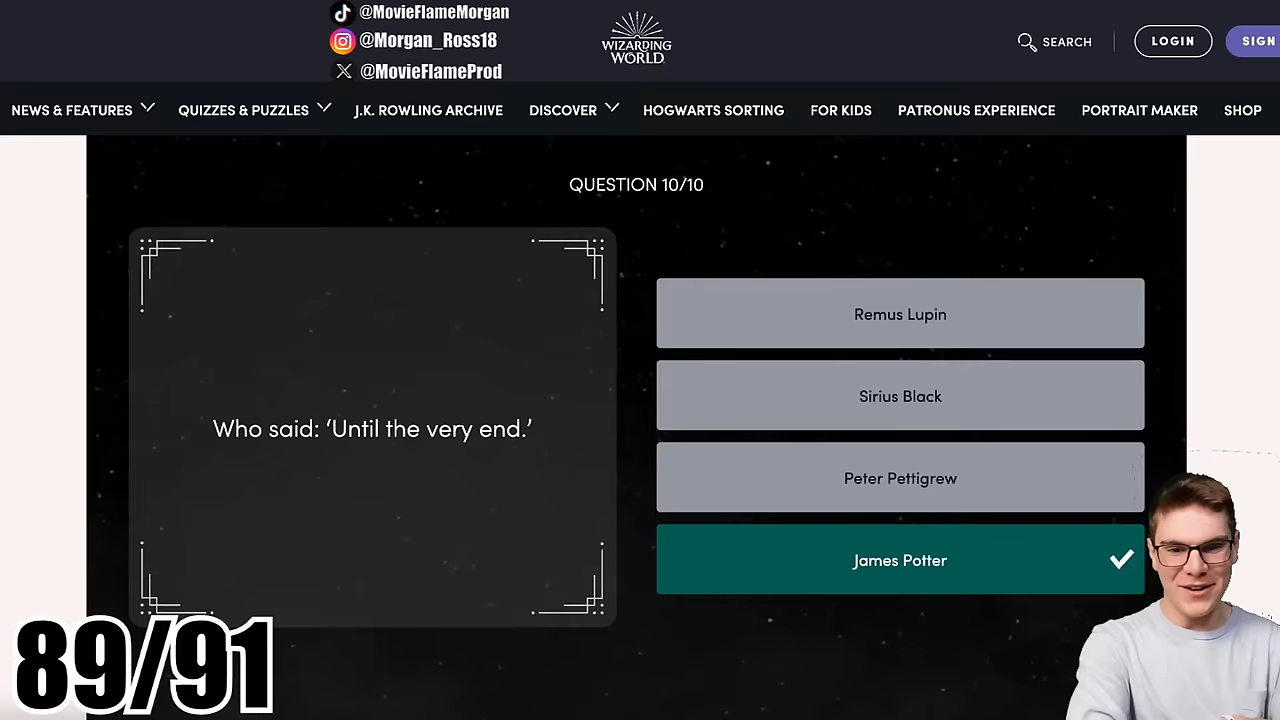 @MovieFlameMorgan
@Morgan_Ross18
@MovieFlameProd
WIZARDING
WORLD
SEARCH
LOGIN
SIGN
NEWS & FEATURES
QUIZZES & PUZZLES
J.K. ROWLING ARCHIVE
DISCOVER
HOGWARTS SORTING
FOR KIDS
PATRONUS EXPERIENCE
PORTRAIT MAKER
SHOP
QUESTION 10/10
Who said: ‘Until the very end.’
Remus Lupin
Sirius Black
Peter Pettigrew
James Potter
89/91